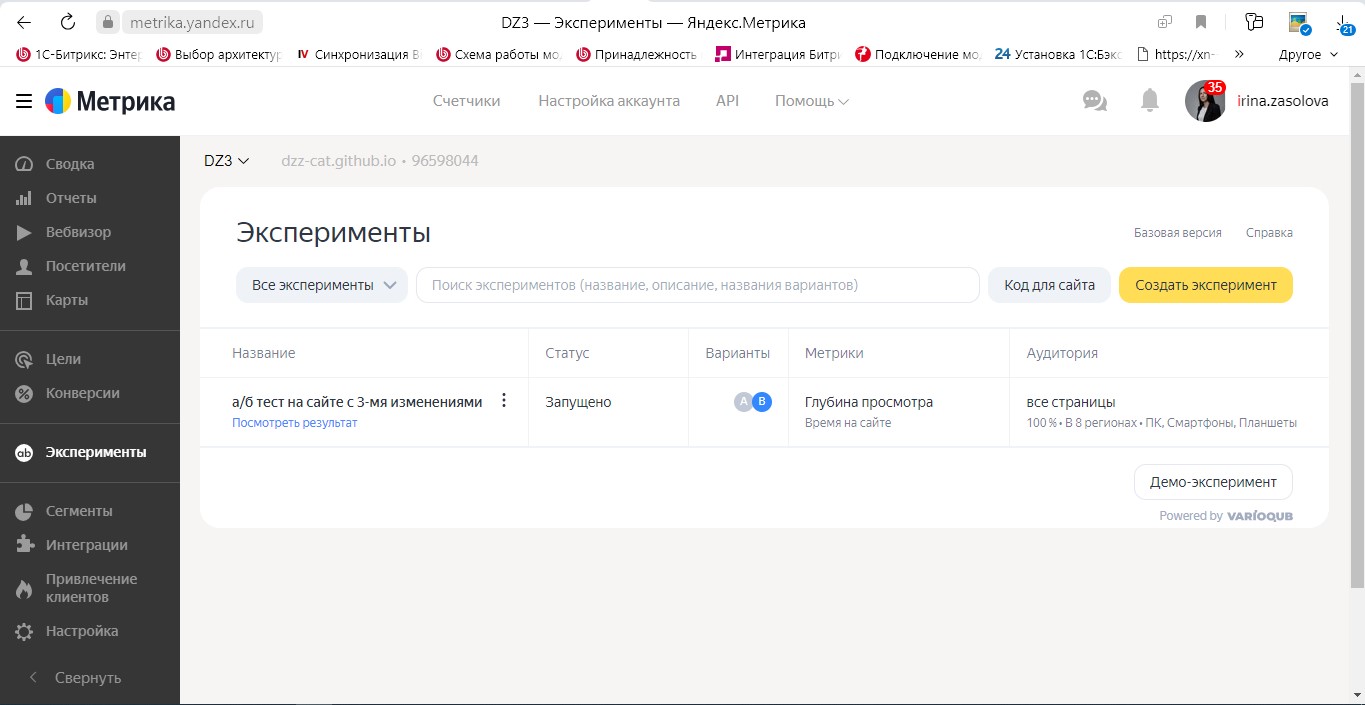 metrika.yandex.ru
DZ3 — Эксперименты — Яндекс.Метрика
21
1С-Битрикс: Энтер
Выбор архитектур
IV Синхронизация В
Схема работы мо
Принадлежность
Интеграция Битри
Подключение мо
24 Установка 1С:Бэкс
https://xn-
»
Другое
Метрика
Счетчики
Настройка аккаунта
API
Помощь
35
irina.zasolova
Сводка
Отчеты
Вебвизор
Посетители
Карты
Цели
Конверсии
ab Эксперименты
Сегменты
Интеграции
Привлечение
клиентов
Настройка
Свернуть
DZ3
dzz-cat.github.io • 96598044
Эксперименты
Базовая версия
Справка
Все эксперименты
Поиск экспериментов (название, описание, названия вариантов)
Код для сайта
Создать эксперимент
Название
Статус
Варианты
Метрики
Аудитория
а/б тест на сайте с 3-мя изменениями
Посмотреть результат
Запущено
A B
Глубина просмотра
Время на сайте
все страницы
100 % • В 8 регионах • ПК, Смартфоны, Планшеты
Демо-эксперимент
Powered by VARIOQUB